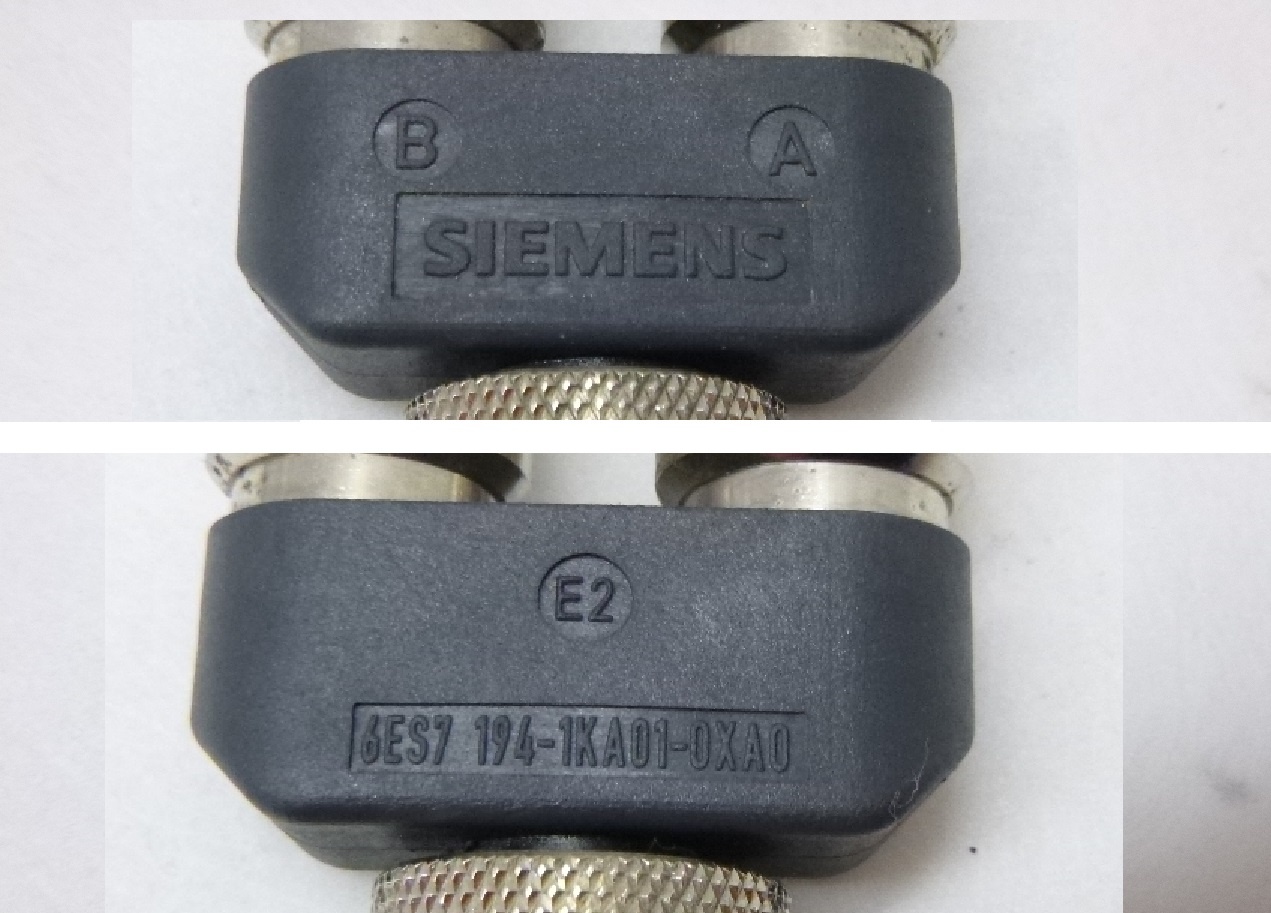 B A
SIEMENS
E2
6ES7 194-1KA01-0XA0